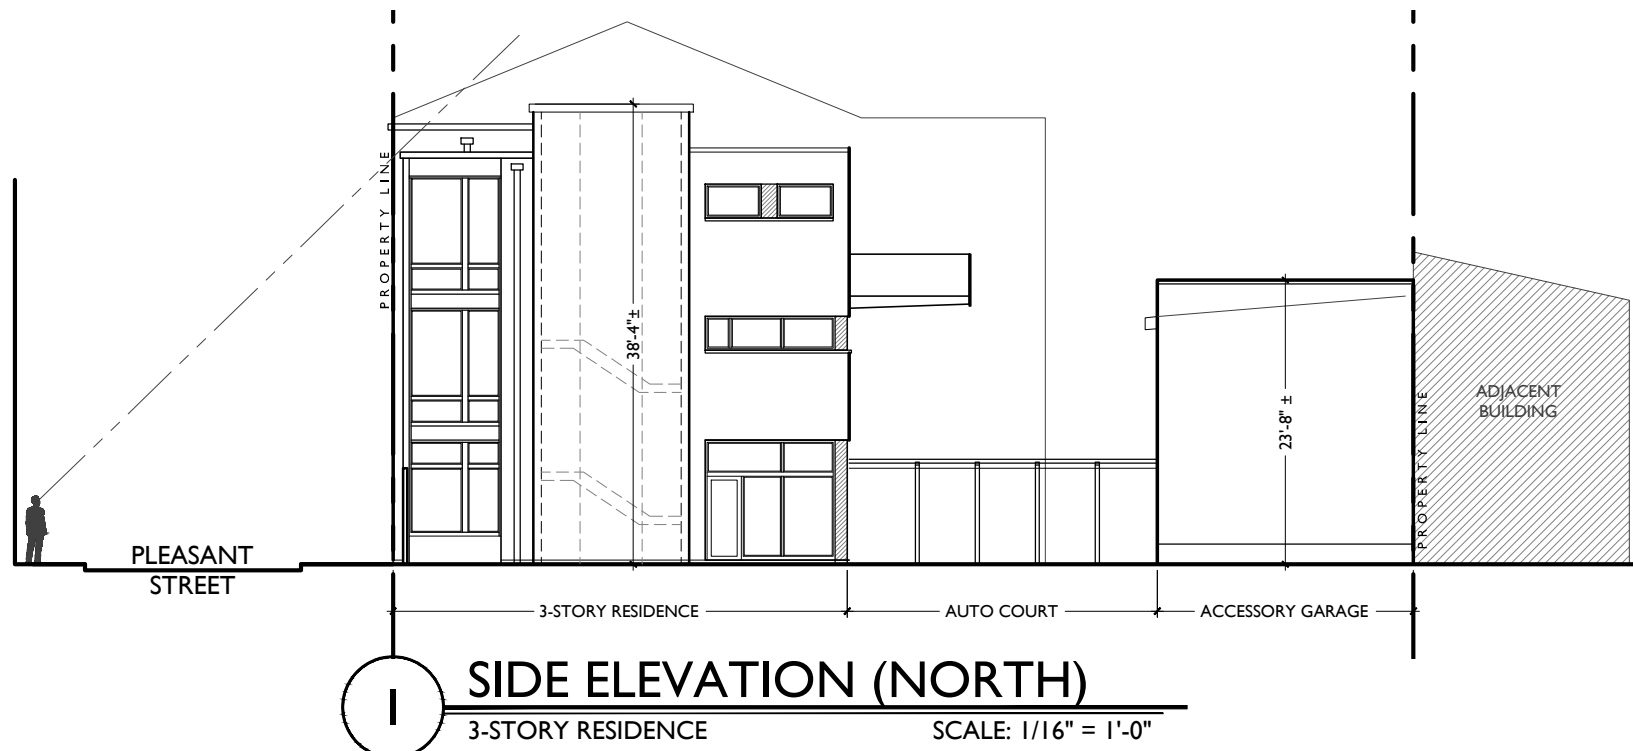 PROPERTY LINE
38'-4"±
23'-8" ±
ADJACENT
BUILDING
PROPERTY LINE
PLEASANT
STREET
3-STORY RESIDENCE
AUTO COURT
ACCESSORY GARAGE
1
SIDE ELEVATION (NORTH)
3-STORY RESIDENCE
SCALE: 1/16" = 1'-0"